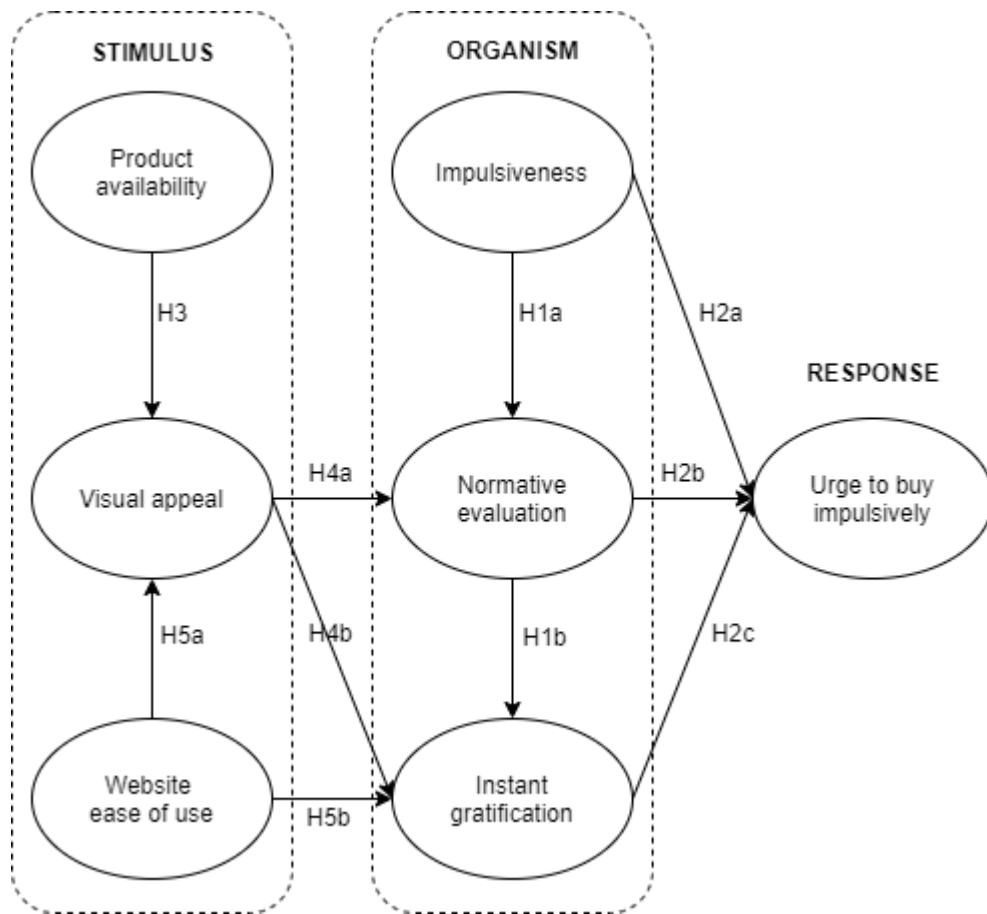 STIMULUS
ORGANISM
Product
availability
Impulsiveness
H3
H1a
H2a
RESPONSE
Visual appeal
H4a
Normative
evaluation
H2b
Urge to buy
impulsively
H5a
H4b
H1b
H2c
Website
ease of use
H5b
Instant
gratification